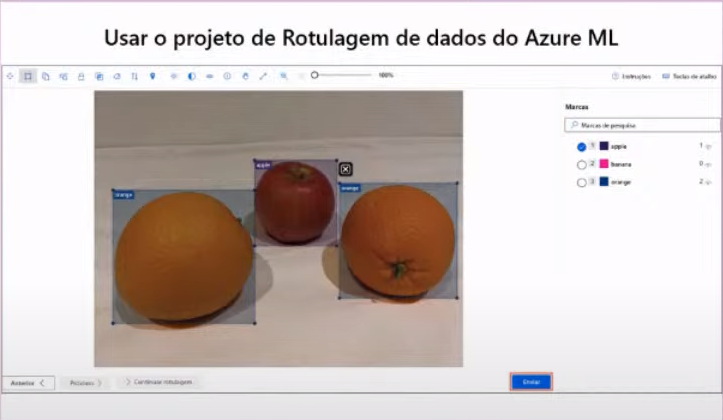 Usar o projeto de Rotulagem de dados do Azure ML
100%
Instruções
Teclas de atalho
Marcas
Marcas de pesquisa
1 apple 1
2 banana 0
3 orange 2
apple
orange
orange
Anterior
Próximo
Continuar rotulagem
Enviar